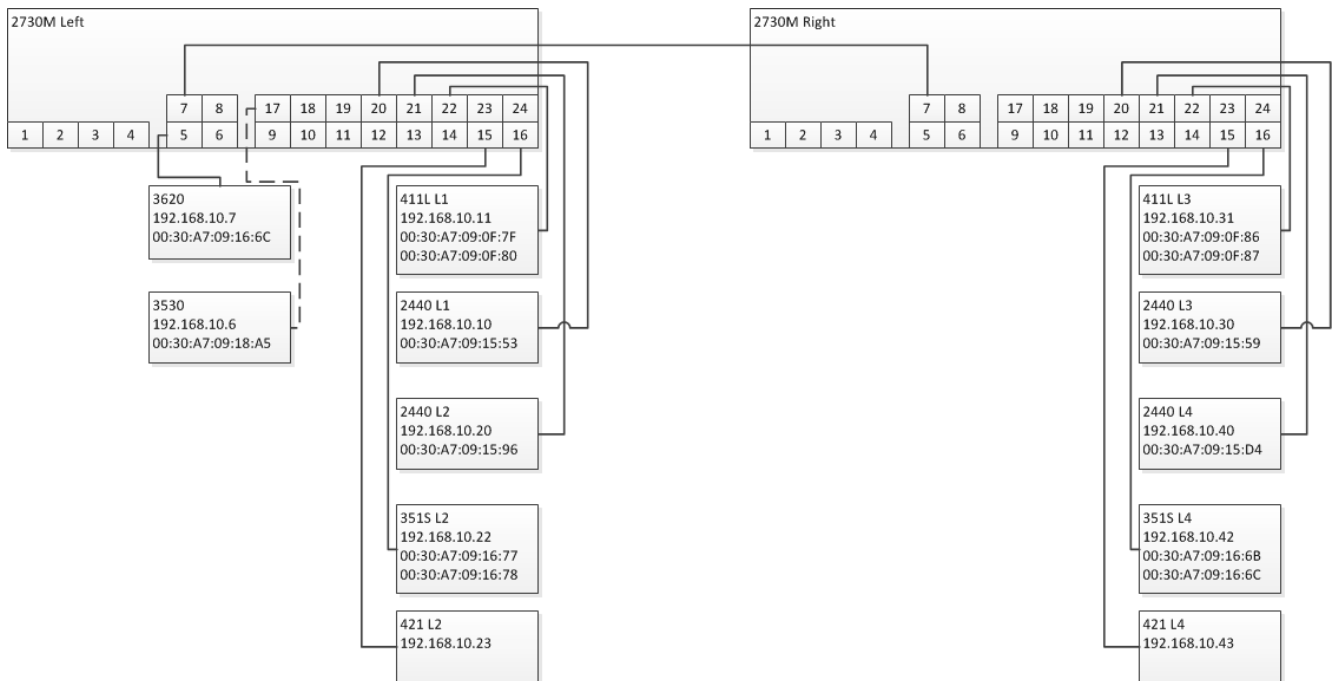 2730M Left
7 8 17 18 19 20 21 22 23 24
1 2 3 4 5 6 9 10 11 12 13 14 15 16
3620
192.168.10.7
00:30:A7:09:16:6C
3530
192.168.10.6
00:30:A7:09:18:A5
411L L1
192.168.10.11
00:30:A7:09:0F:7F
00:30:A7:09:0F:80
2440 L1
192.168.10.10
00:30:A7:09:15:53
2440 L2
192.168.10.20
00:30:A7:09:15:96
351S L2
192.168.10.22
00:30:A7:09:16:77
00:30:A7:09:16:78
421 L2
192.168.10.23
2730M Right
7 8 17 18 19 20 21 22 23 24
1 2 3 4 5 6 9 10 11 12 13 14 15 16
411L L3
192.168.10.31
00:30:A7:09:0F:86
00:30:A7:09:0F:87
2440 L3
192.168.10.30
00:30:A7:09:15:59
2440 L4
192.168.10.40
00:30:A7:09:15:D4
351S L4
192.168.10.42
00:30:A7:09:16:6B
00:30:A7:09:16:6C
421 L4
192.168.10.43